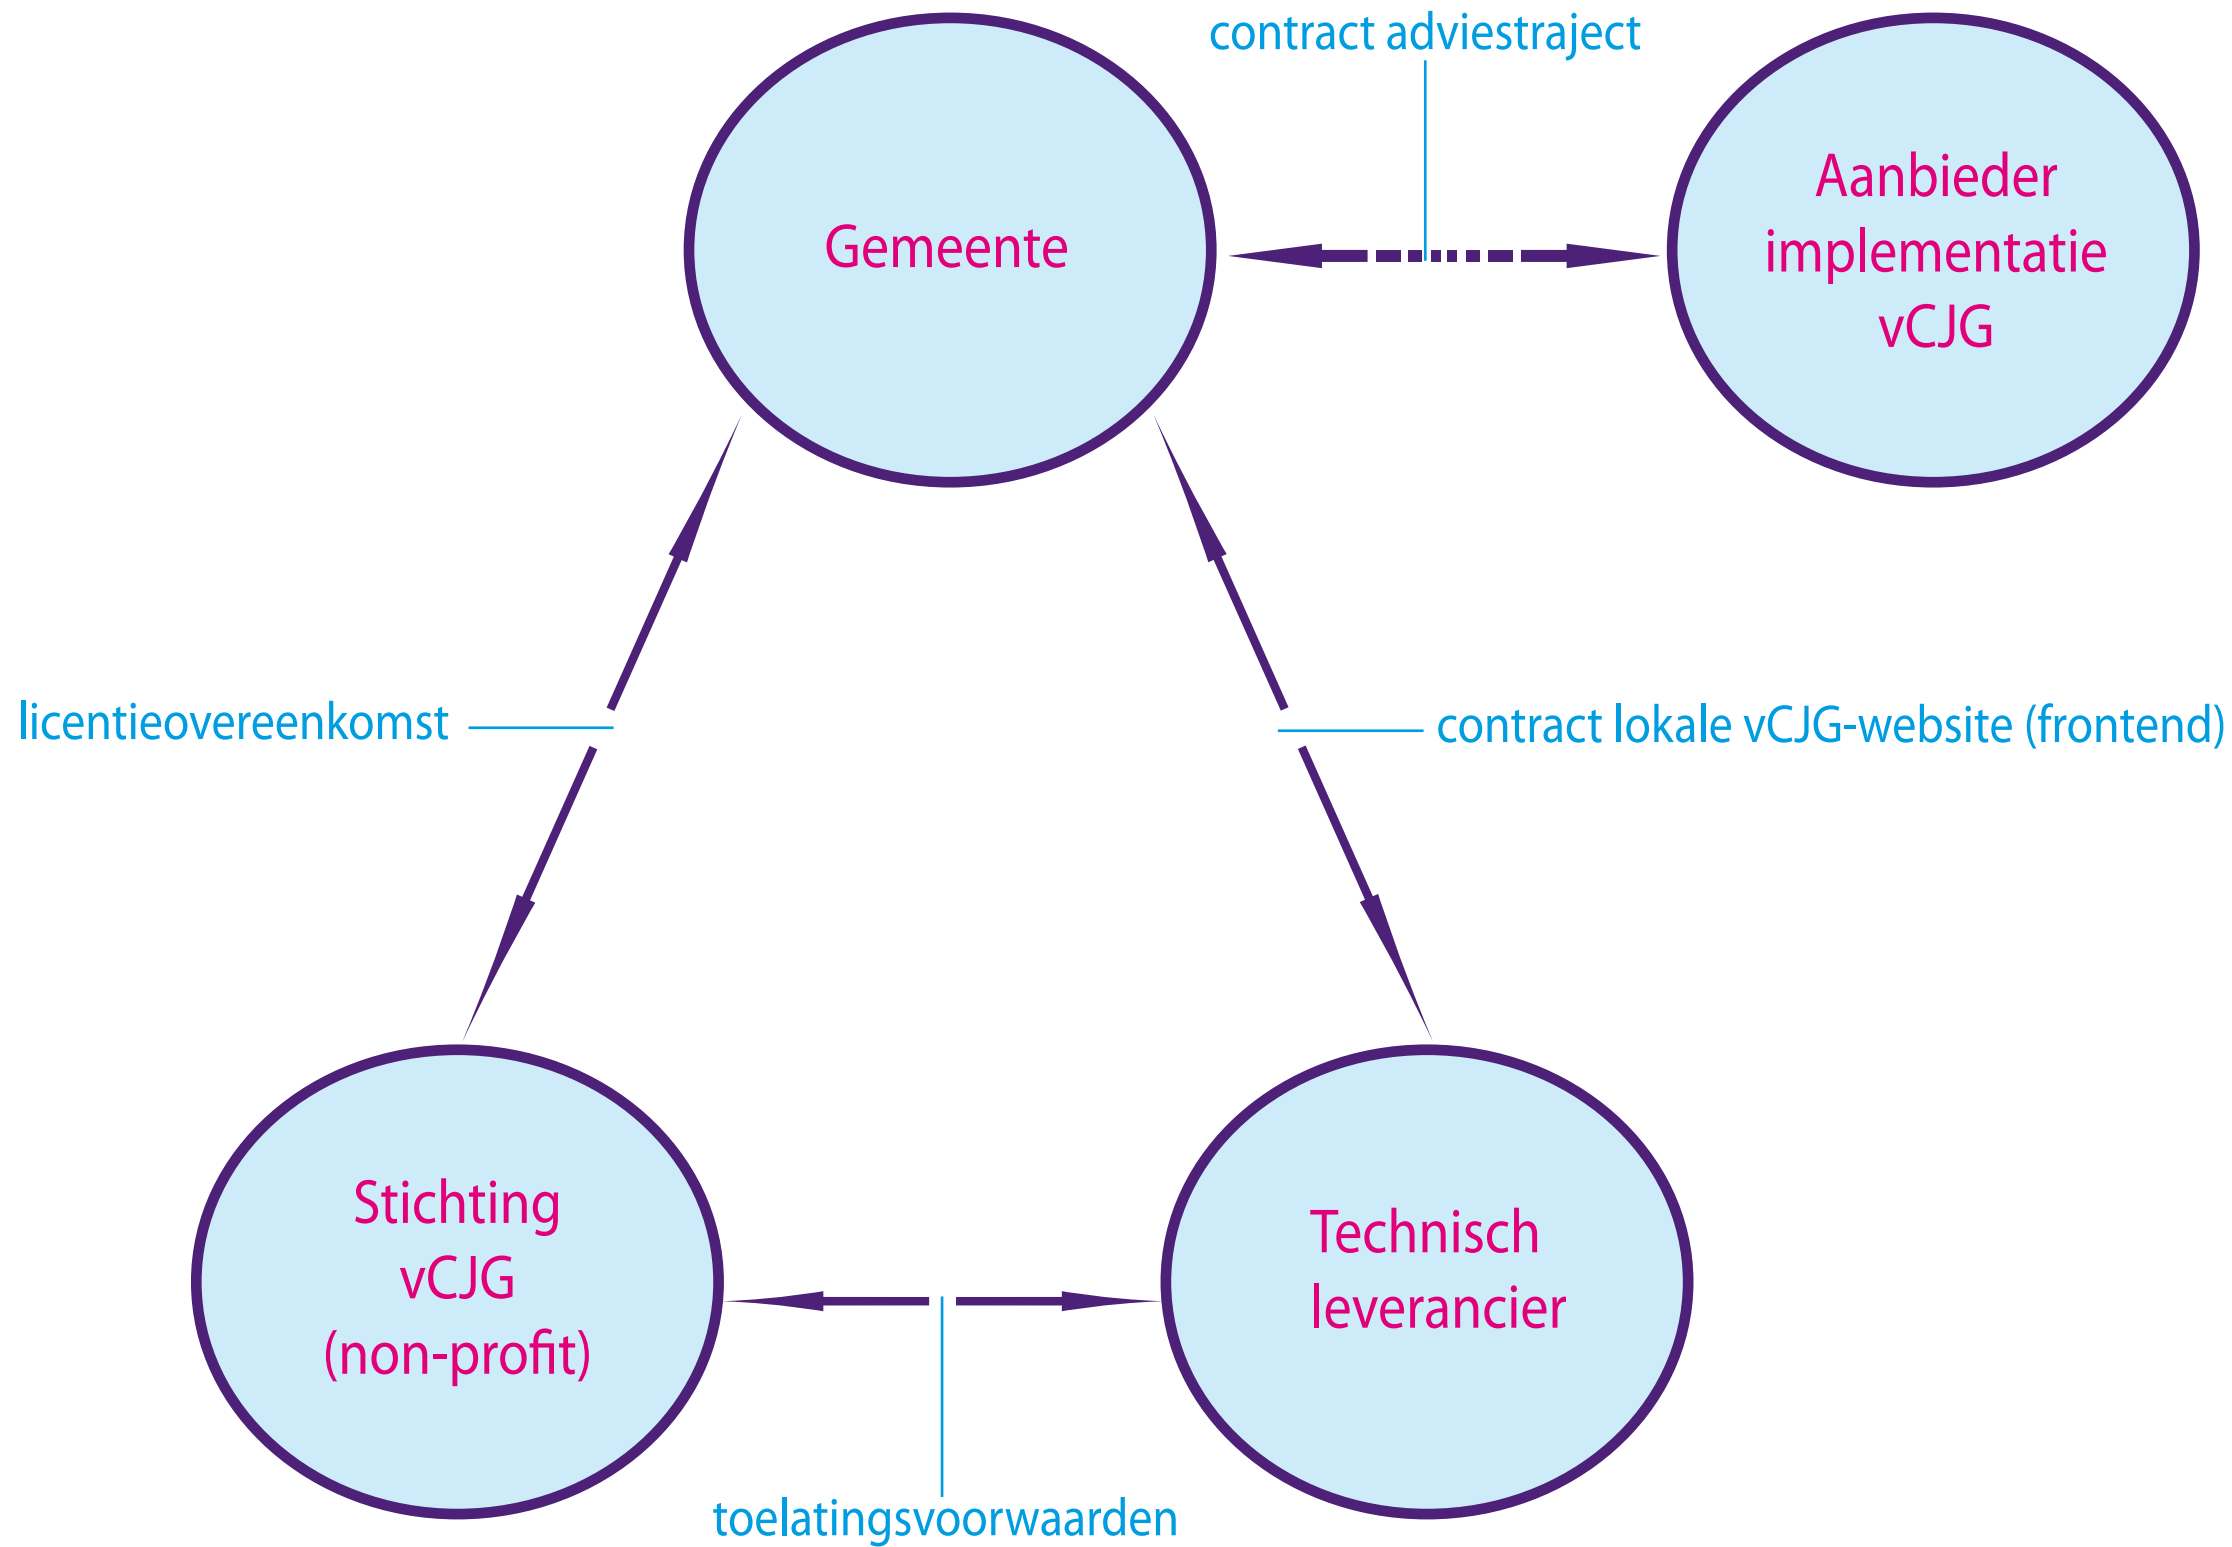 contract adviestraject
Gemeente
Aanbieder
implementatie
vCJG
licentieovereenkomst
contract lokale vCJG-website (frontend)
Stichting
vCJG
(non-profit)
Technisch
leverancier
toelatingsvoorwaarden